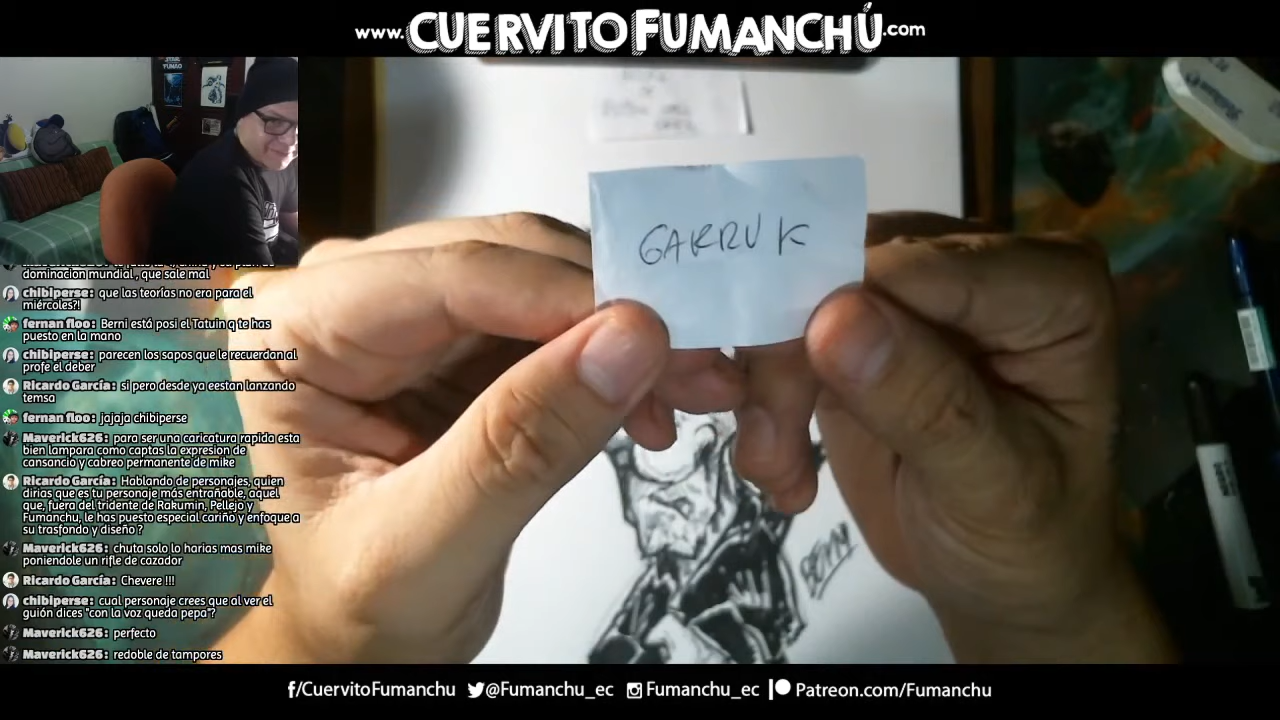 www.CUERVITO FUMANCHÚ.com
GARRUK
BERNI
dominacion mundial , que sale mal
chibiperse: que las teorías no era para el
miércoles?!
fernan floo: Berni está posi el Tatuin q te has
puesto en la mano
chibiperse: parecen los sapos que le recuerdan al
profe el deber
Ricardo García: si pero desde ya eestan lanzando
temsa
fernan floo: jajaja chibiperse
Maverick626: para ser una caricatura rapida esta
bien lampara como captas la expresion de
cansancio y cabreo permanente de mike
Ricardo García: Hablando de personajes, quien
dirias que es tu personaje más entrañable, aquel
que, fuera del tridente de Rakumin, Pellejo y
Fumanchu, le has puesto especial cariño y enfoque a
su trasfondo y diseño ?
Maverick626: chuta solo lo harias mas mike
poniendole un rifle de cazador
Ricardo García: Chevere !!!
chibiperse: cual personaje crees que al ver el
guión dices "con la voz queda pepa"?
Maverick626: perfecto
Maverick626: redoble de tampores
f/CuervitoFumanchu @Fumanchu_ec Fumanchu_ec Patreon.com/Fumanchu